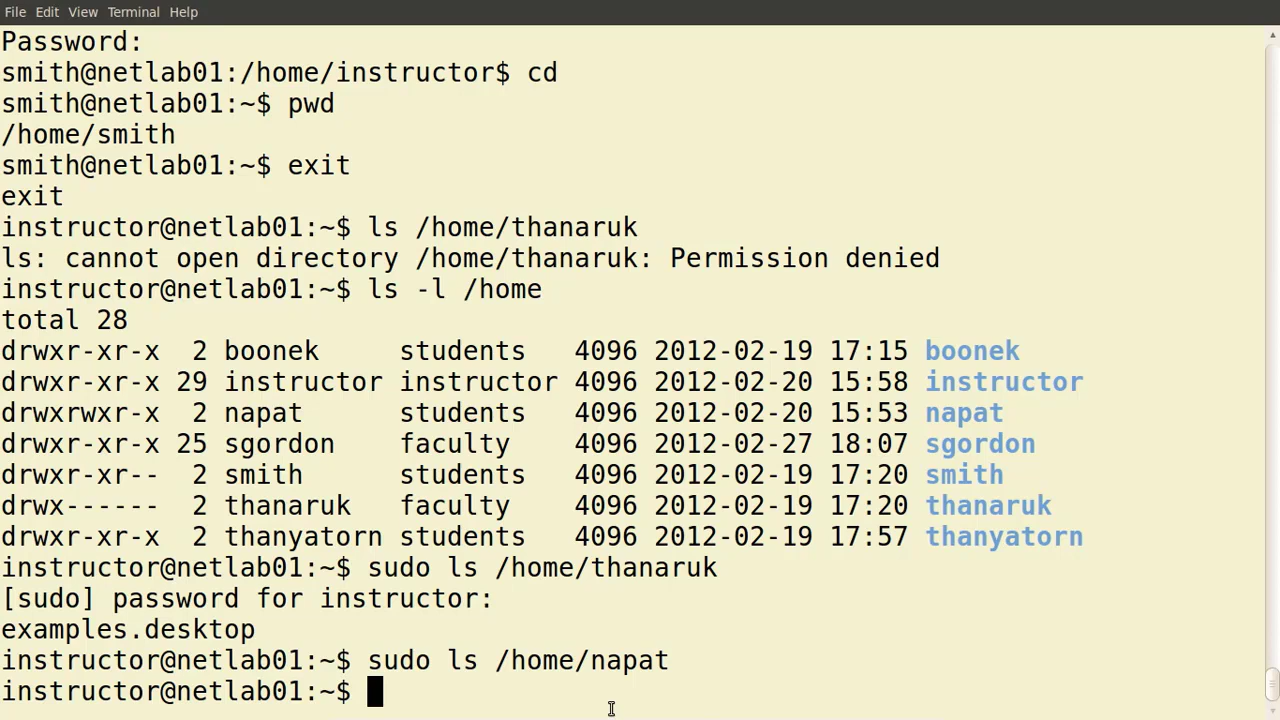 File Edit View Terminal Help
Password:
smith@netlab01:/home/instructor$ cd
smith@netlab01:~$ pwd
/home/smith
smith@netlab01:~$ exit
exit
instructor@netlab01:~$ ls /home/thanaruk
ls: cannot open directory /home/thanaruk: Permission denied
instructor@netlab01:~$ ls -l /home
total 28
drwxr-xr-x  2 boonek     students   4096 2012-02-19 17:15 boonek
drwxr-xr-x 29 instructor instructor 4096 2012-02-20 15:58 instructor
drwxrwxr-x  2 napat      students   4096 2012-02-20 15:53 napat
drwxr-xr-x 25 sgordon    faculty    4096 2012-02-27 18:07 sgordon
drwxr-xr--  2 smith      students   4096 2012-02-19 17:20 smith
drwx------  2 thanaruk   faculty    4096 2012-02-19 17:20 thanaruk
drwxr-xr-x  2 thanyatorn students   4096 2012-02-19 17:57 thanyatorn
instructor@netlab01:~$ sudo ls /home/thanaruk
[sudo] password for instructor:
examples.desktop
instructor@netlab01:~$ sudo ls /home/napat
instructor@netlab01:~$